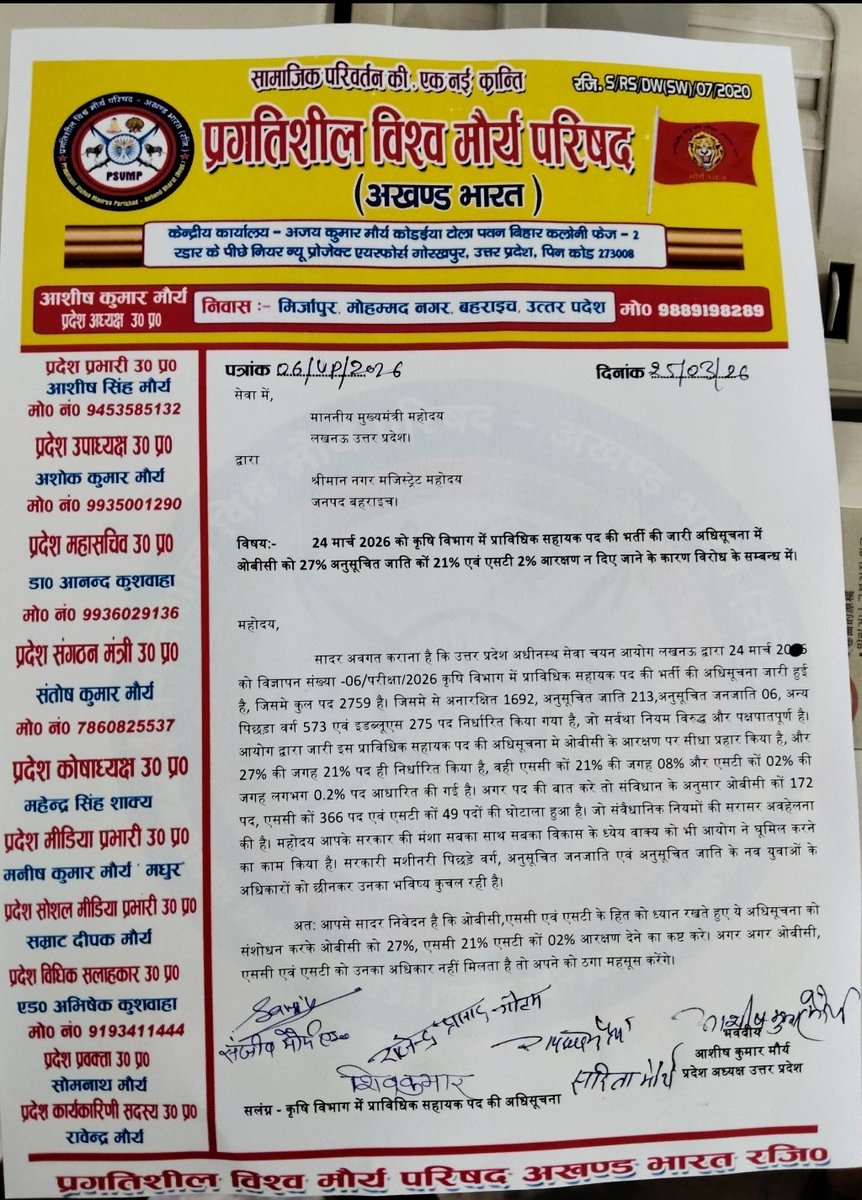 सामाजिक परिवर्तन की, एक नई क्रान्ति
रजि. S/RS/DW(SW)/07/2020
प्रगतिशील विश्व मौर्य परिषद
(अखण्ड भारत )
PSVMP
मौर्य ध्वज
केन्द्रीय कार्यालय – अजय कुमार मौर्य कोडईया टोला पवन बिहार कलोनी फेज – 2
रडार के पीछे नियर न्यू प्रोजेक्ट एयरफोर्स गोरखपुर, उत्तर प्रदेश, पिन कोड 273008
आशीष कुमार मौर्य
प्रदेश अध्यक्ष उ0 प्र0
निवास :- मिर्जापुर, मोहम्मद नगर, बहराइच, उत्तर पदेश
मो0 9889198289
प्रदेश प्रभारी उ0 प्र0
आशीष सिंह मौर्य
मो0 नं0 9453585132
प्रदेश उपाध्यक्ष उ0 प्र0
अशोक कुमार मौर्य
मो0 नं0 9935001290
प्रदेश महासचिव उ0 प्र0
डा0 आनन्द कुशवाहा
मो0 नं0 9936029136
प्रदेश संगठन मंत्री उ0 प्र0
संतोष कुमार मौर्य
मो0 नं0 7860825537
प्रदेश कोषाध्यक्ष उ0 प्र0
महेन्द्र सिंह शाक्य
प्रदेश मीडिया प्रभारी उ0 प्र0
मनीष कुमार मौर्य ' मधुर'
प्रदेश सोशल मीडिया प्रभारी उ0 प्र0
सम्राट दीपक मौर्य
प्रदेश विधिक सलाहकार उ0 प्र0
एड0 अभिषेक कुशवाहा
मो0 नं0 9193411444
प्रदेश प्रवक्ता उ0 प्र0
सोमनाथ मौर्य
प्रदेश कार्यकारिणी सदस्य उ0 प्र0
रावेन्द्र मौर्य
पत्रांक 06/UP/2026
दिनांक 25/03/26
सेवा में,
माननीय मुख्यमंत्री महोदय
लखनऊ उत्तर प्रदेश।
द्वारा
श्रीमान नगर मजिस्ट्रेट महोदय
जनपद बहराइच।
विषय:- 24 मार्च 2026 को कृषि विभाग में प्राविधिक सहायक पद की भर्ती की जारी अधिसूचना में
ओबीसी को 27% अनुसूचित जाति कों 21% एवं एसटी 2% आरक्षण न दिए जाने के कारण विरोध के सम्बन्ध में।
महोदय,
सादर अवगत कराना है कि उत्तर प्रदेश अधीनस्थ सेवा चयन आयोग लखनऊ द्वारा 24 मार्च 2026
को विज्ञापन संख्या -06/परीक्षा/2026 कृषि विभाग में प्राविधिक सहायक पद की भर्ती की अधिसूचना जारी हुई
है, जिसमे कुल पद 2759 है। जिसमे से अनारक्षित 1692, अनुसूचित जाति 213,अनुसूचित जनजाति 06, अन्य
पिछड़ा वर्ग 573 एवं इडब्लूएस 275 पद निर्धारित किया गया है, जो सर्वथा नियम विरुद्ध और पक्षपातपूर्ण है।
आयोग द्वारा जारी इस प्राविधिक सहायक पद की अधिसूचना मे ओबीसी के आरक्षण पर सीधा प्रहार किया है, और
27% की जगह 21% पद ही निर्धारित किया है, वही एससी कों 21% की जगह 08% और एसटी कों 02% की
जगह लगभग 0.2% पद आधारित की गई है। अगर पद की बात करे तो संविधान के अनुसार ओबीसी कों 172
पद, एससी कों 366 पद एवं एसटी कों 49 पदों की घोटाला हुआ है। जो संवैधानिक नियमों की सरासर अवहेलना
की है। महोदय आपके सरकार की मंशा सबका साथ सबका विकास के ध्येय वाक्य को भी आयोग ने घूमिल करने
का काम किया है। सरकारी मशीनरी पिछड़े वर्ग, अनुसूचित जनजाति एवं अनुसूचित जाति के नव युवाओं के
अधिकारों को छीनकर उनका भविष्य कुचल रही है।
अत: आपसे सादर निवेदन है कि ओबीसी,एससी एवं एसटी के हित को ध्यान रखते हुए ये अधिसूचना को
संशोधन करके ओबीसी को 27%, एससी 21% एसटी कों 02% आरक्षण देने का कष्ट करे। अगर अगर ओबीसी,
एससी एवं एसटी को उनका अधिकार नहीं मिलता है तो अपने को ठगा महसूस करेंगे।
संजीव मौर्य एड0
राजेन्द्र प्रसाद गौतम
शिवकुमार
सरिता मौर्य
आशीष कुमार मौर्य
भवदीय
आशीष कुमार मौर्य
प्रदेश अध्यक्ष उत्तर प्रदेश
सलंग्न - कृषि विभाग में प्राविधिक सहायक पद की अधिसूचना
प्रगतिशील विश्व मौर्य परिषद अखण्ड भारत रजि0